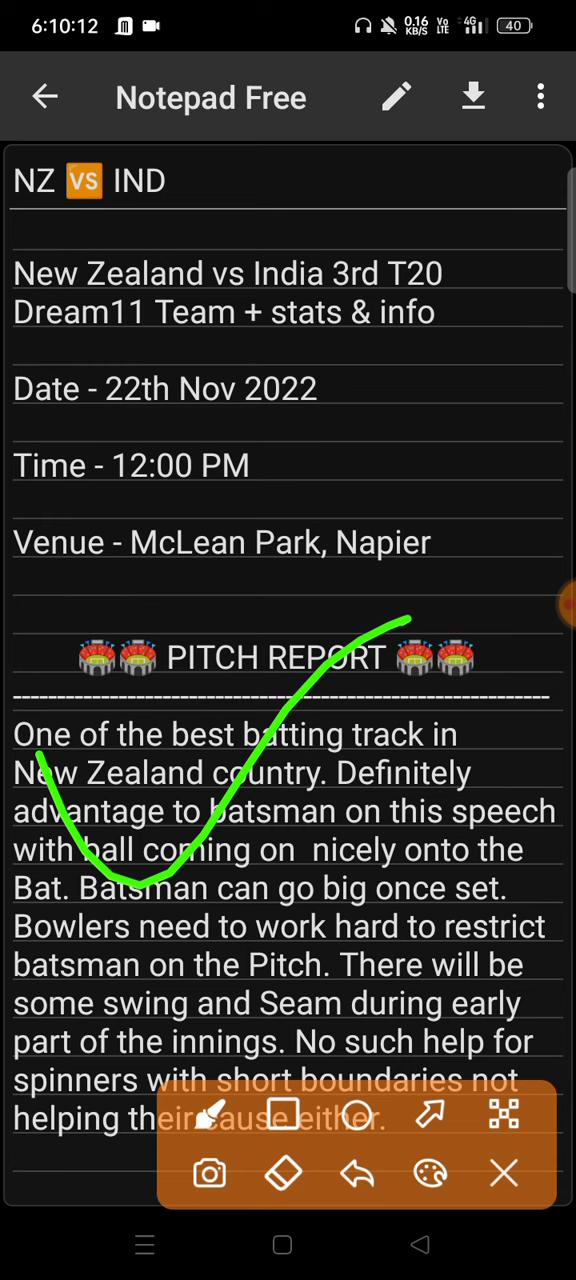 6:10:12 0.16 KB/S Vo LTE 4G 40
Notepad Free
NZ 🆚 IND
New Zealand vs India 3rd T20
Dream11 Team + stats & info
Date - 22th Nov 2022
Time - 12:00 PM
Venue - McLean Park, Napier
🏟️🏟️ PITCH REPORT 🏟️🏟️
-------------------------------------------------------------
One of the best batting track in
New Zealand country. Definitely
advantage to batsman on this speech
with ball coming on  nicely onto the
Bat. Batsman can go big once set.
Bowlers need to work hard to restrict
batsman on the Pitch. There will be
some swing and Seam during early
part of the innings. No such help for
spinners with short boundaries not
helping their cause either.